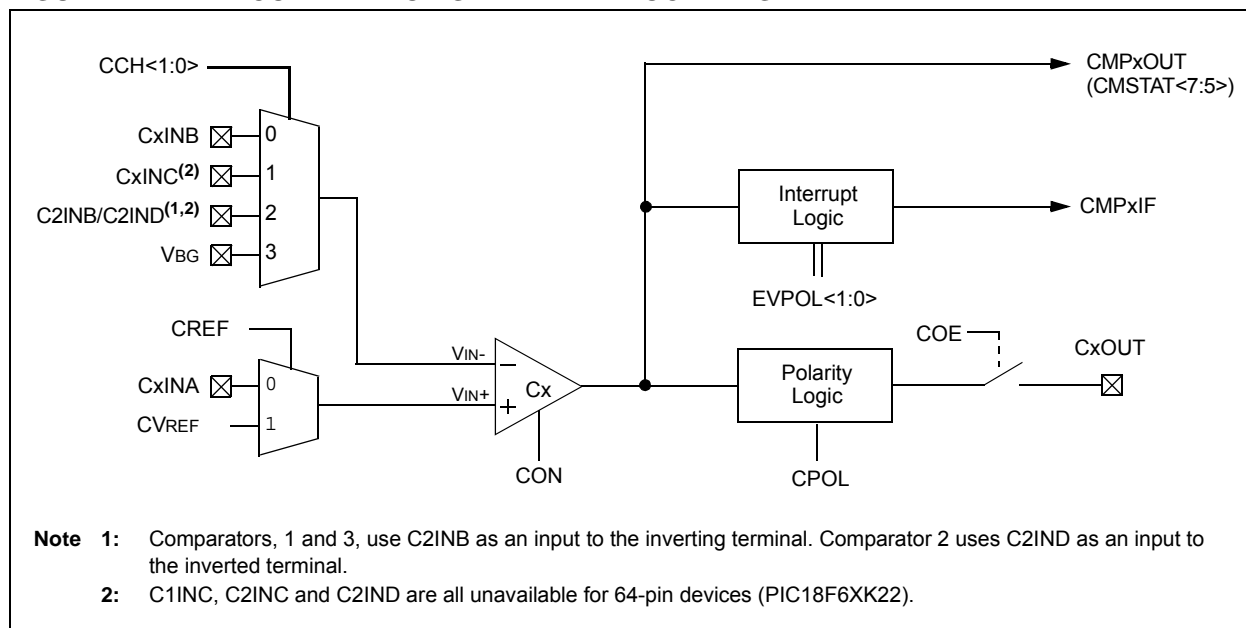 CCH<1:0>
CMPxOUT
(CMSTAT<7:5>)
CxINB
0
CxINC(2)
1
C2INB/C2IND(1,2)
2
VBG
3
Interrupt
Logic
CMPxIF
EVPOL<1:0>
CREF
CxINA
0
CVREF
1
VIN-
VIN+
–
+
Cx
CON
Polarity
Logic
CPOL
COE
CxOUT
Note 1: Comparators, 1 and 3, use C2INB as an input to the inverting terminal. Comparator 2 uses C2IND as an input to
the inverted terminal.
2: C1INC, C2INC and C2IND are all unavailable for 64-pin devices (PIC18F6XK22).